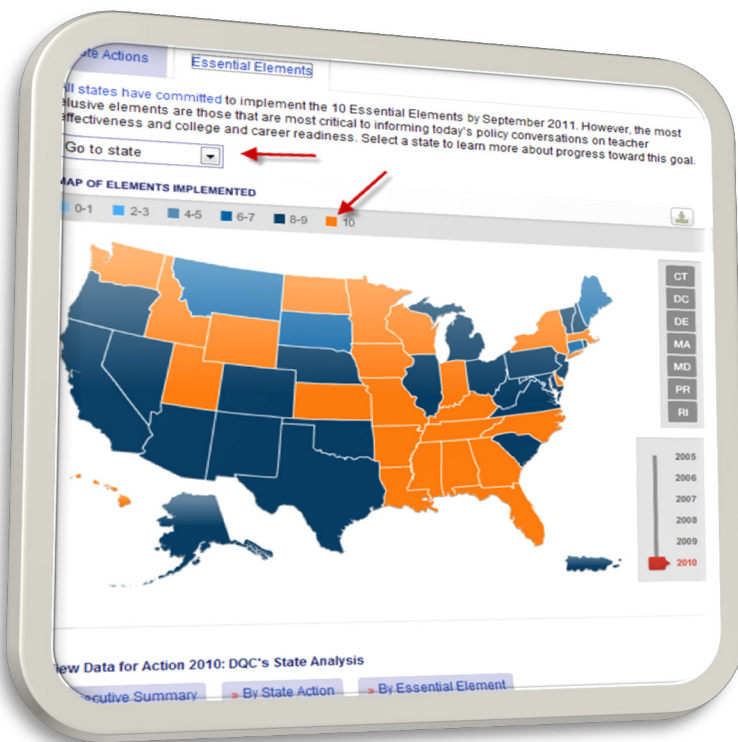 ate Actions
Essential Elements
ll states have committed to implement the 10 Essential Elements by September 2011. However, the most
elusive elements are those that are most critical to informing today's policy conversations on teacher
effectiveness and college and career readiness. Select a state to learn more about progress toward this goal.
Go to state
MAP OF ELEMENTS IMPLEMENTED
0-1 2-3 4-5 6-7 8-9 10
CT
DC
DE
MA
MD
PR
RI
2005
2006
2007
2008
2009
2010
iew Data for Action 2010: DQC's State Analysis
ecutive Summary » By State Action » By Essential Element